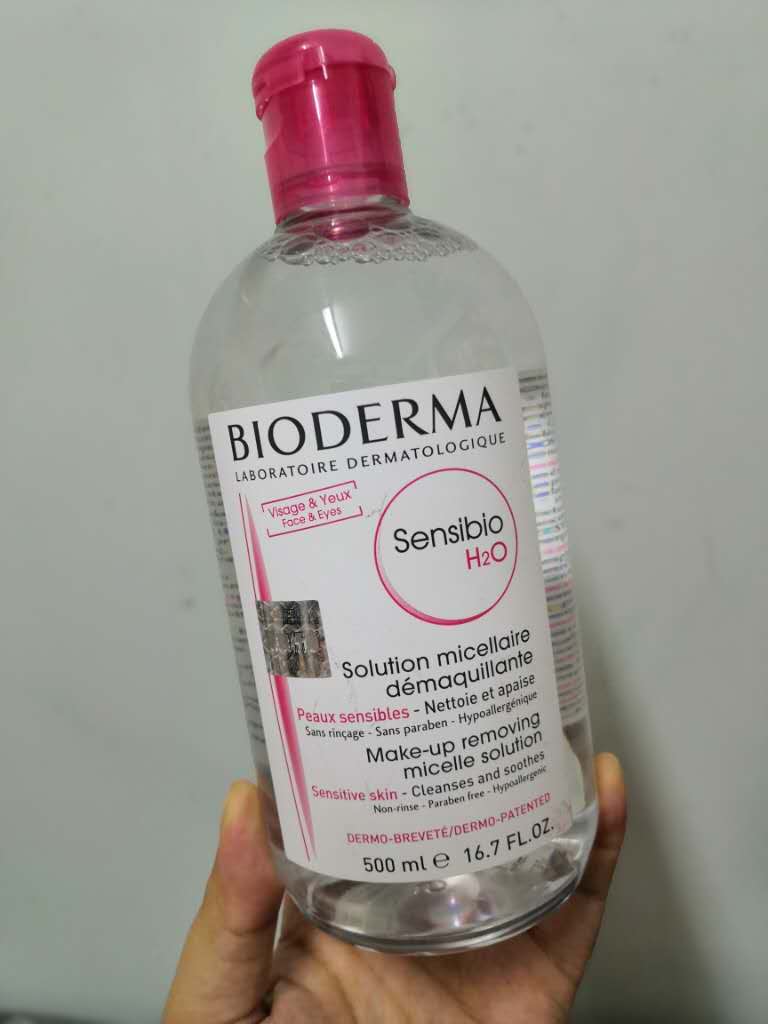 BIODERMA
LABORATOIRE DERMATOLOGIQUE
Visage & Yeux
Face & Eyes
Sensibio
H2O
Solution micellaire
démaquillante
Peaux sensibles - Nettoie et apaise
Sans rinçage - Sans paraben - Hypoallergénique
Make-up removing
micelle solution
Sensitive skin - Cleanses and soothes
Non-rinse - Paraben free - Hypoallergenic
DERMO-BREVETÉ/DERMO-PATENTED
500 ml ℮ 16.7 FL.OZ.